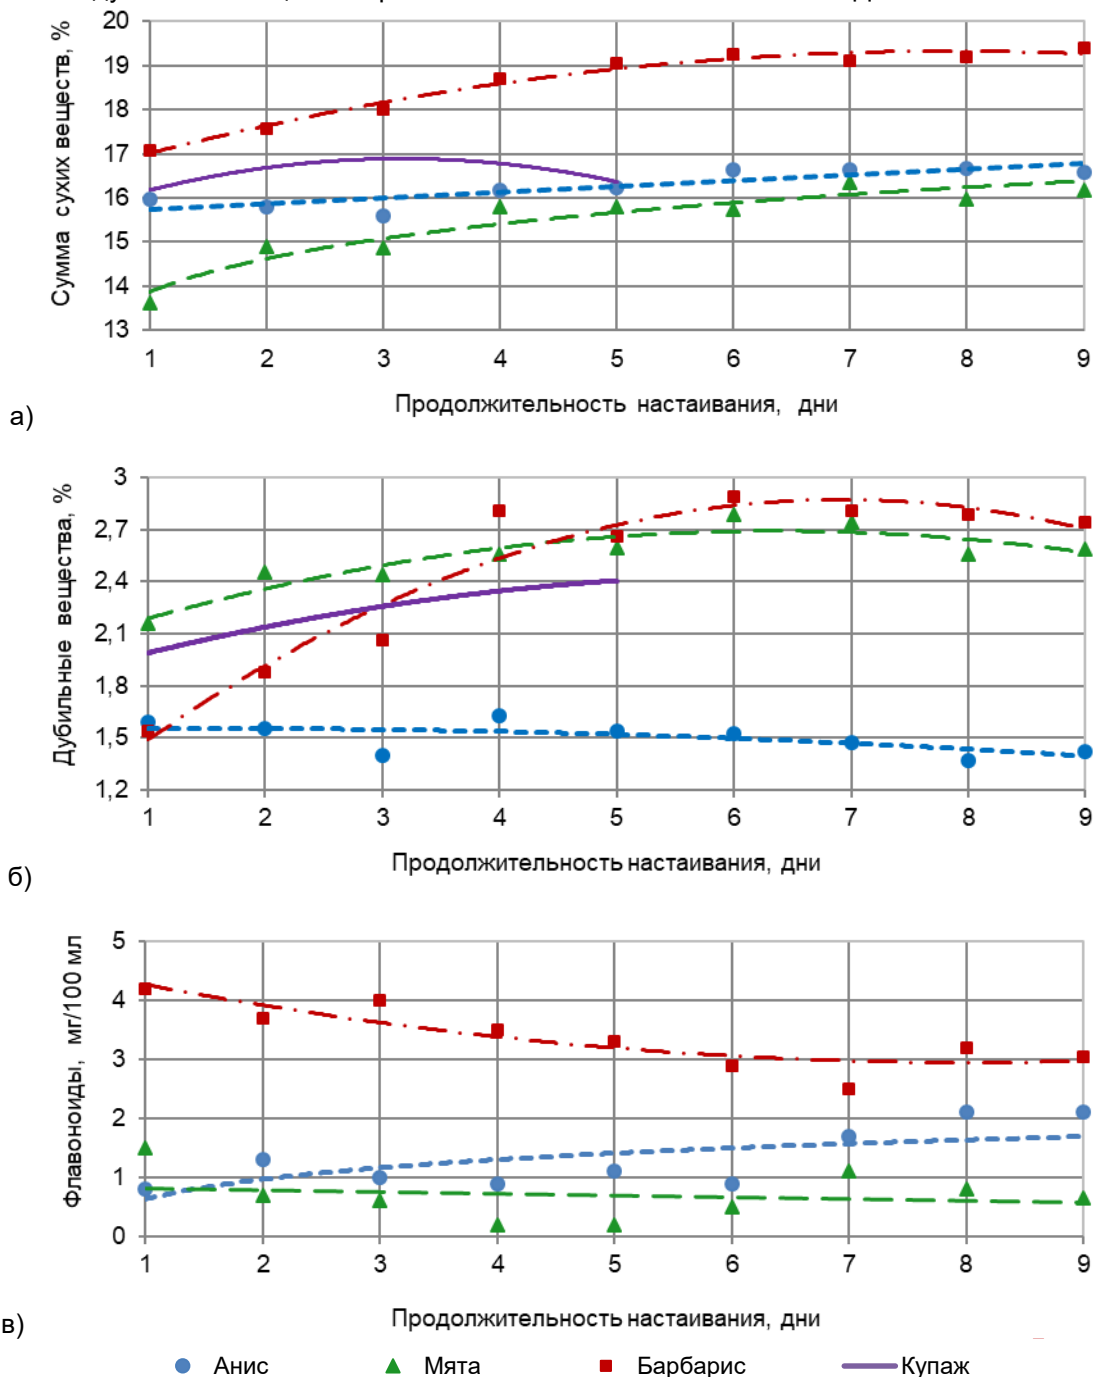 20
19
18
17
16
15
14
13
Сумма сухих веществ, %
1 2 3 4 5 6 7 8 9
Продолжительность настаивания, дни
а)
3
2,7
2,4
2,1
1,8
1,5
1,2
Дубильные вещества, %
1 2 3 4 5 6 7 8 9
Продолжительность настаивания, дни
б)
5
4
3
2
1
0
Флавоноиды, мг/100 мл
1 2 3 4 5 6 7 8 9
Продолжительность настаивания, дни
в)
Анис Мята Барбарис Купаж